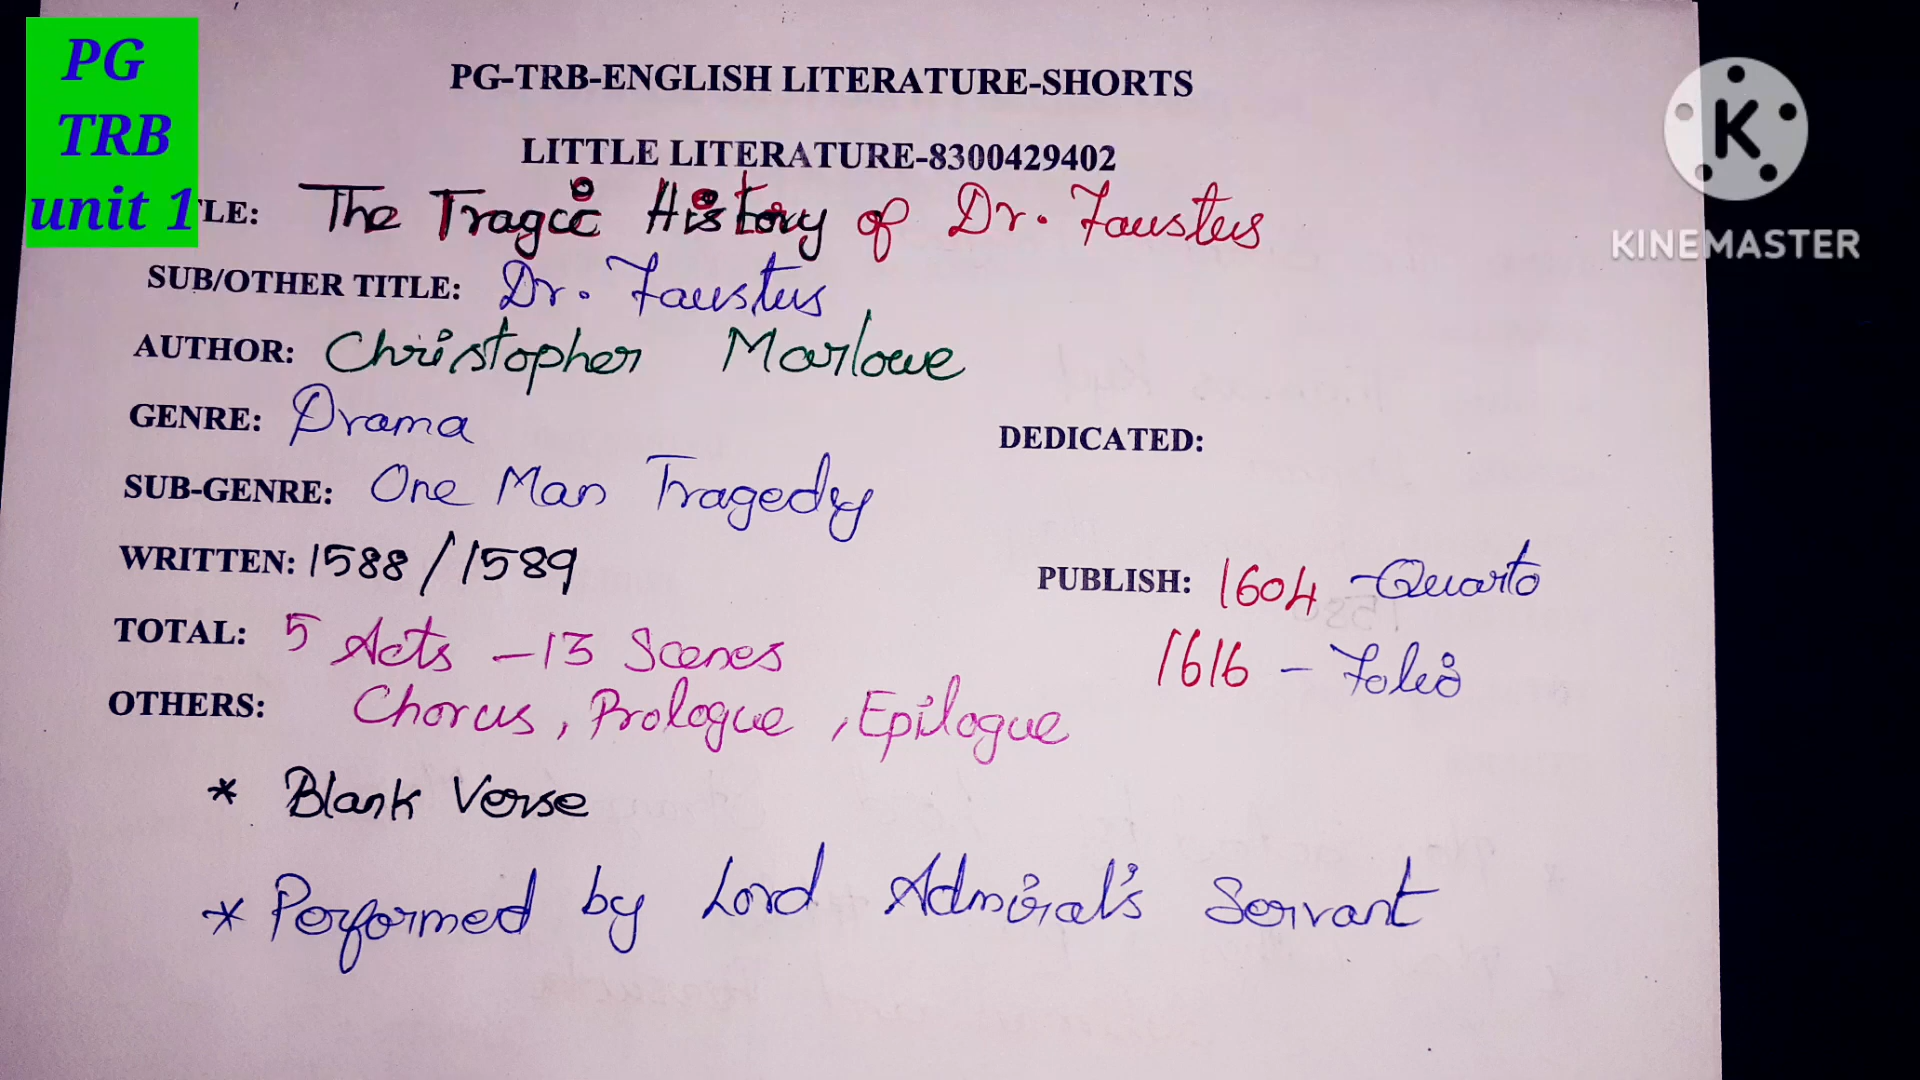 PG
TRB
unit 1
PG-TRB-ENGLISH LITERATURE-SHORTS
LITTLE LITERATURE-8300429402
LE: The Tragic History of Dr. Faustus
SUB/OTHER TITLE: Dr. Faustus
AUTHOR: Christopher Marlowe
GENRE: Drama
DEDICATED:
SUB-GENRE: One Man Tragedy
WRITTEN: 1588/1589
PUBLISH: 1604 - Quarto
1616 - Folio
TOTAL: 5 Acts - 13 Scenes
OTHERS: Chorus, Prologue, Epilogue
* Blank Verse
* Performed by Lord Admiral's Servant
K
KINEMASTER